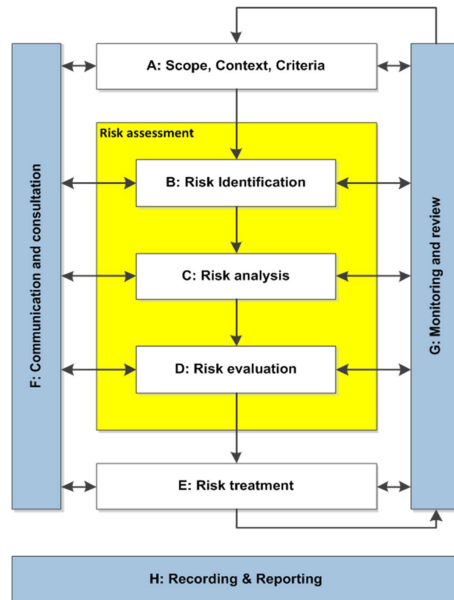 A: Scope, Context, Criteria
Risk assessment
B: Risk Identification
C: Risk analysis
D: Risk evaluation
E: Risk treatment
F: Communication and consultation
G: Monitoring and review
H: Recording & Reporting